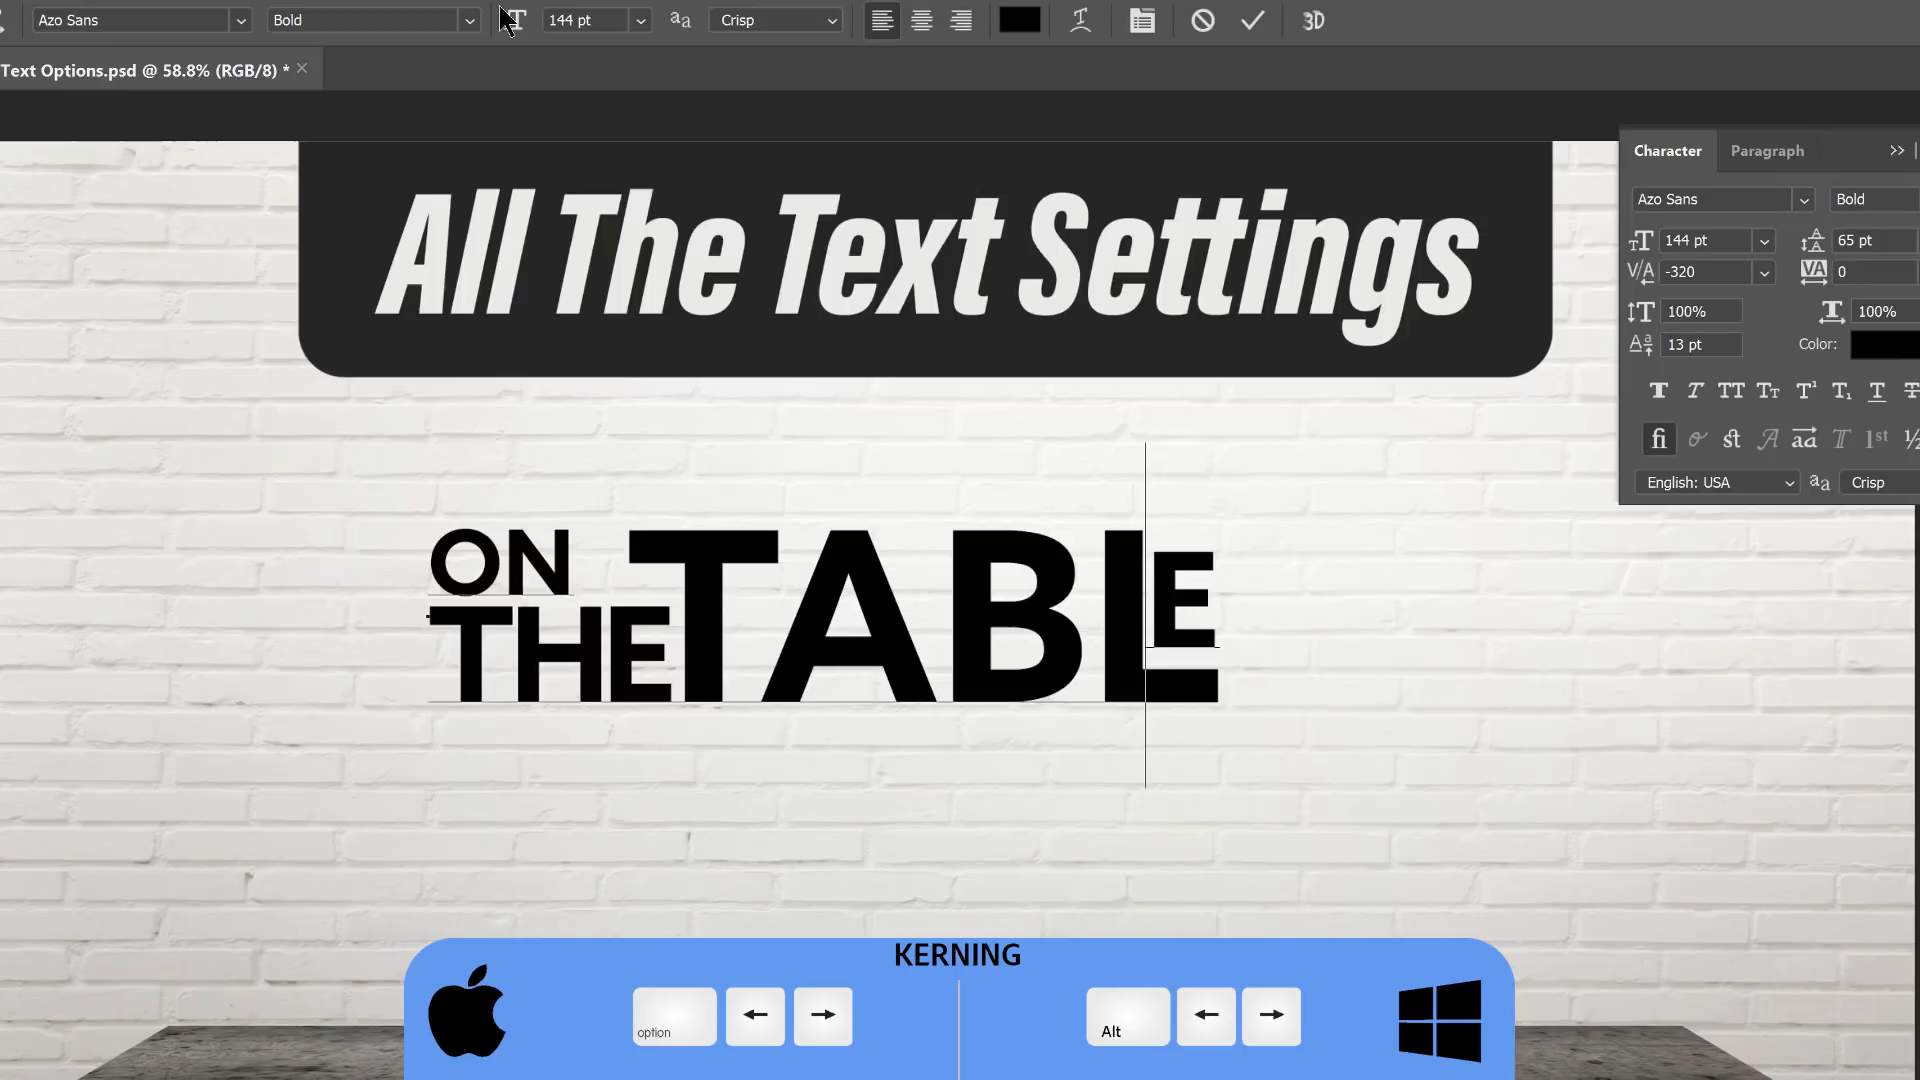 Azo Sans Bold 144 pt Crisp 3D
Text Options.psd @ 58.8% (RGB/8) *
Character Paragraph
Azo Sans Bold
144 pt 65 pt
-320 0
100% 100%
13 pt Color:
English: USA Crisp
All The Text Settings
ON
THE TABLE
KERNING
option Alt